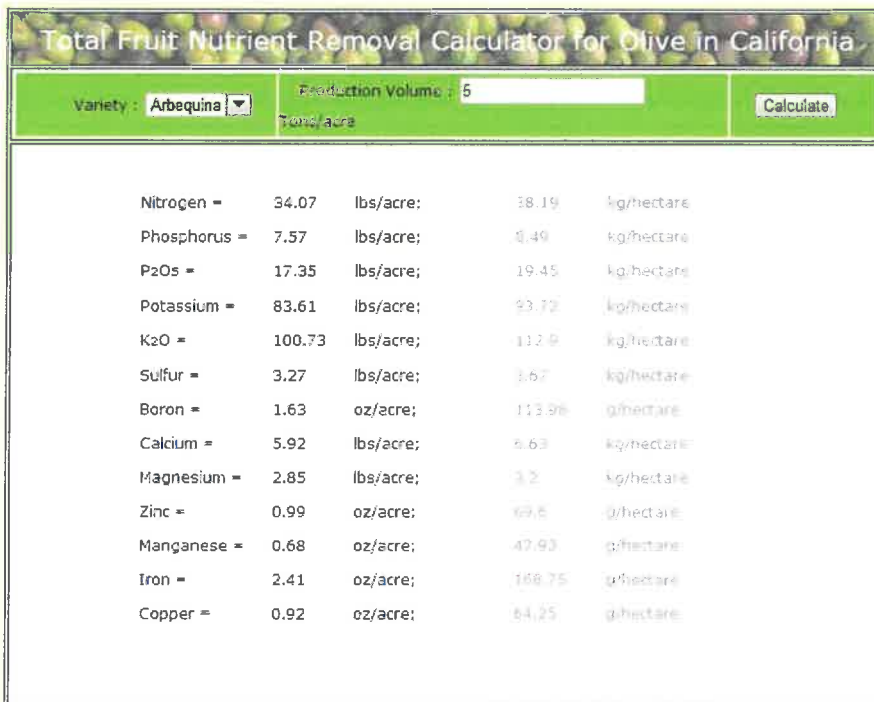 Total Fruit Nutrient Removal Calculator for Olive in California
Variety : Arbequina Production Volume : 5 Tons/acre Calculate
Nitrogen = 34.07 lbs/acre; 38.19 kg/hectare
Phosphorus = 7.57 lbs/acre; 8.49 kg/hectare
P2O5 = 17.35 lbs/acre; 19.45 kg/hectare
Potassium = 83.61 lbs/acre; 93.72 kg/hectare
K2O = 100.73 lbs/acre; 112.9 kg/hectare
Sulfur = 3.27 lbs/acre; 3.67 kg/hectare
Boron = 1.63 oz/acre; 113.96 g/hectare
Calcium = 5.92 lbs/acre; 6.63 kg/hectare
Magnesium = 2.85 lbs/acre; 3.2 kg/hectare
Zinc = 0.99 oz/acre; 69.6 g/hectare
Manganese = 0.68 oz/acre; 47.93 g/hectare
Iron = 2.41 oz/acre; 168.75 g/hectare
Copper = 0.92 oz/acre; 64.25 g/hectare